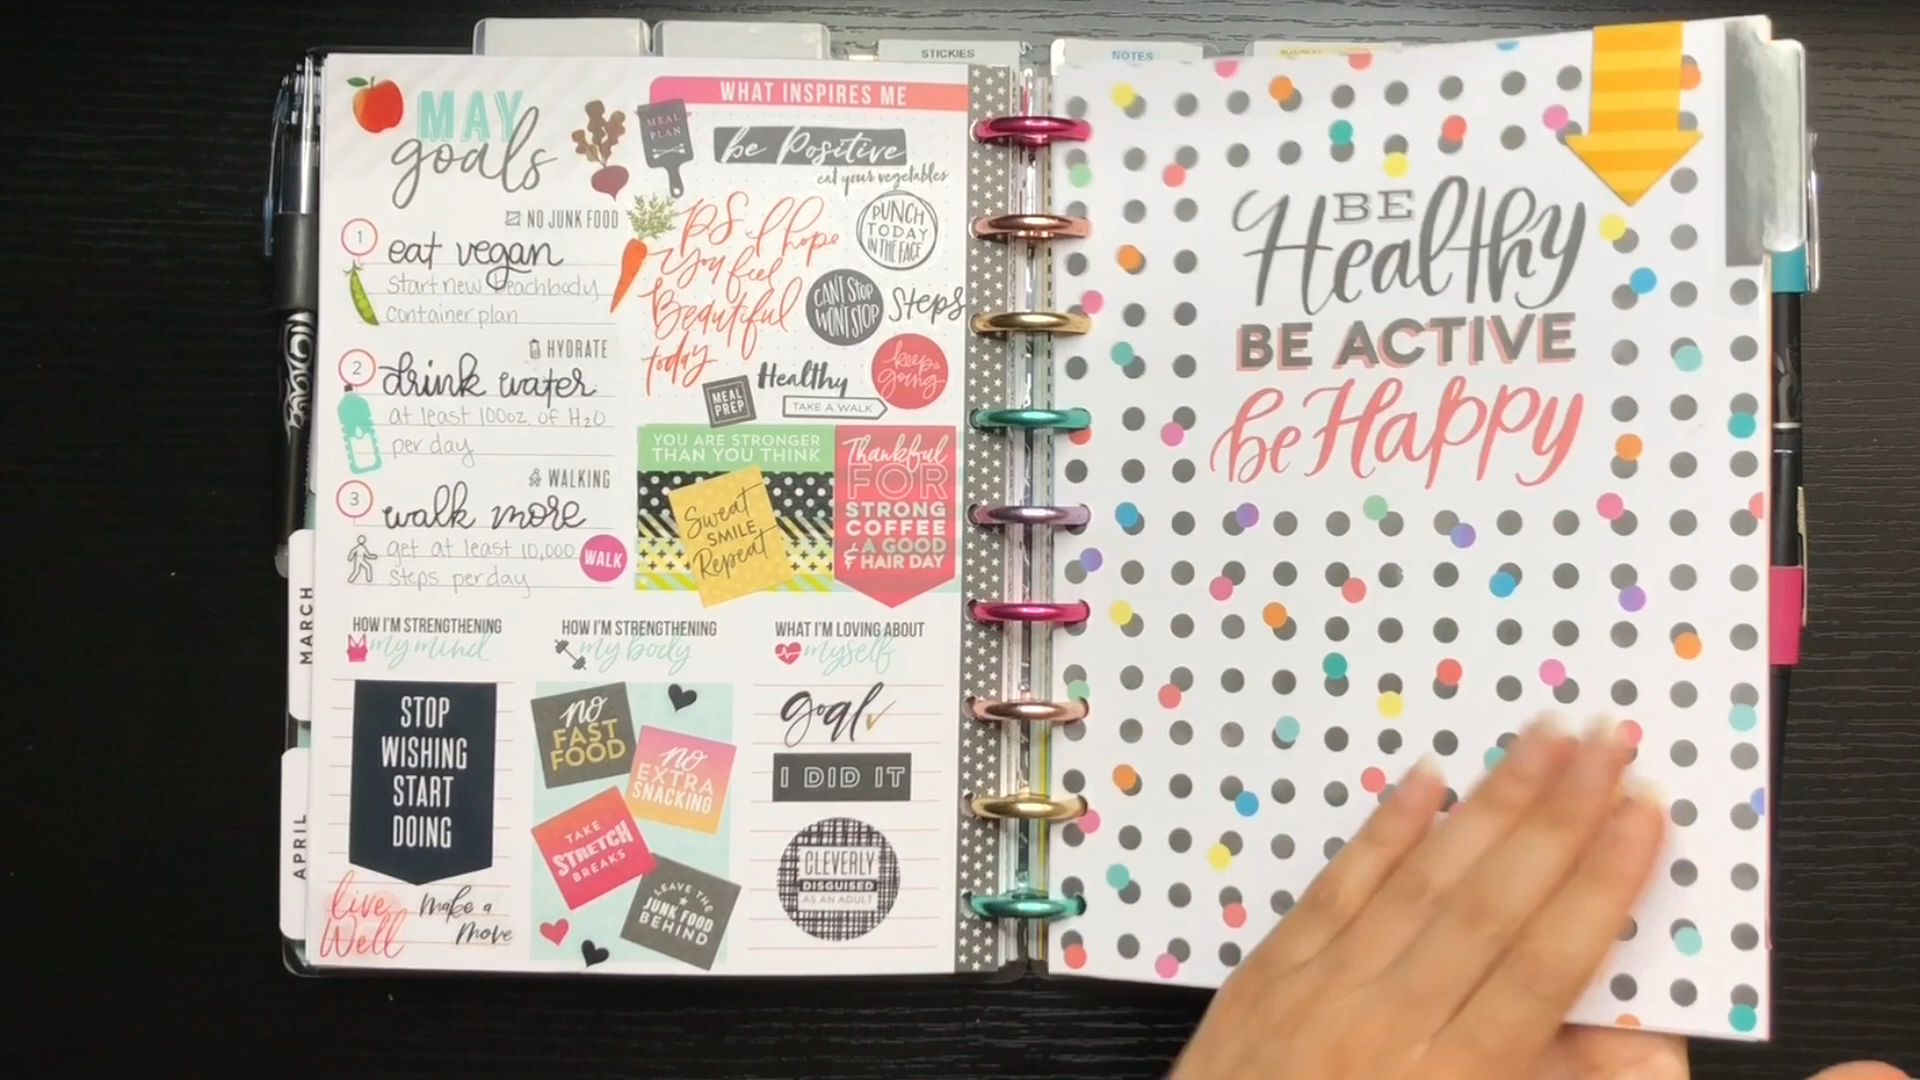 STICKIES
NOTES
MAY
goals
NO JUNK FOOD
1
eat vegan
start new Beachbody
container plan
HYDRATE
2
drink water
at least 100oz. of H2O
per day
WALKING
3
walk more
get at least 10,000
steps per day
WALK
WHAT INSPIRES ME
MEAL
PLAN
be Positive
eat your vegetables
PS I hope
You feel
Beautiful
today
PUNCH
TODAY
IN THE FACE
CAN'T STOP
WON'T STOP
Steps
keep
going
Healthy
MEAL
PREP
TAKE A WALK
YOU ARE STRONGER
THAN YOU THINK
Sweat
SMILE
Repeat
Thankful
FOR
STRONG
COFFEE
& A GOOD
HAIR DAY
MARCH
APRIL
HOW I'M STRENGTHENING
my mind
STOP
WISHING
START
DOING
live
Well
make a
move
HOW I'M STRENGTHENING
my body
no
FAST
FOOD
no
EXTRA
SNACKING
TAKE
STRETCH
BREAKS
LEAVE THE
JUNK FOOD
BEHIND
WHAT I'M LOVING ABOUT
myself
goal
I DID IT
CLEVERLY
DISGUISED
AS AN ADULT
BE
Healthy
BE ACTIVE
be Happy